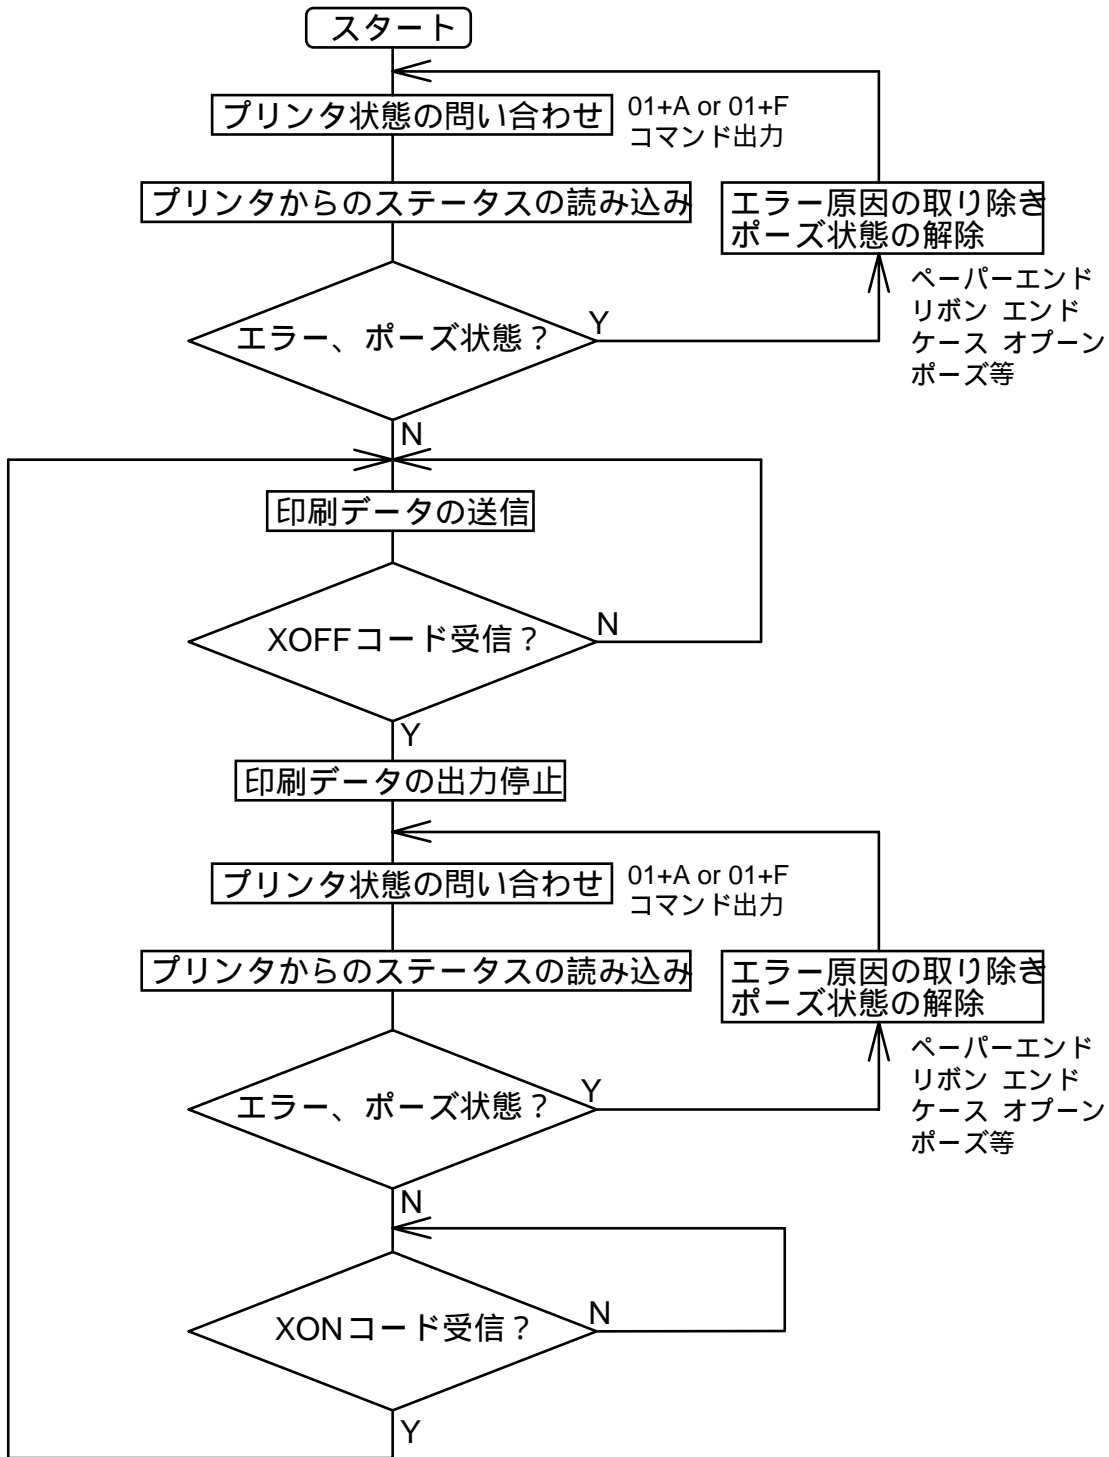 スタート
プリンタ状態の問い合わせ
01+A or 01+F
コマンド出力
プリンタからのステータスの読み込み
エラー原因の取り除き
ポーズ状態の解除
ペーパーエンド
リボン エンド
ケース オプーン
ポーズ等
エラー、ポーズ状態？
Y
N
印刷データの送信
XOFFコード受信？
N
Y
印刷データの出力停止
プリンタ状態の問い合わせ
01+A or 01+F
コマンド出力
プリンタからのステータスの読み込み
エラー原因の取り除き
ポーズ状態の解除
ペーパーエンド
リボン エンド
ケース オプーン
ポーズ等
エラー、ポーズ状態？
Y
N
XONコード受信？
N
Y